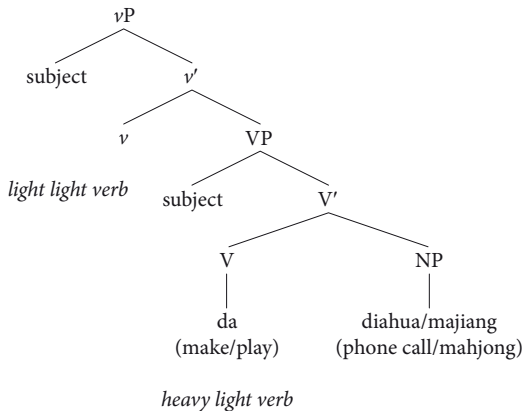 vP
subject v′
v VP
light light verb subject V′
V NP
da diahua/majiang
(make/play) (phone call/mahjong)
heavy light verb